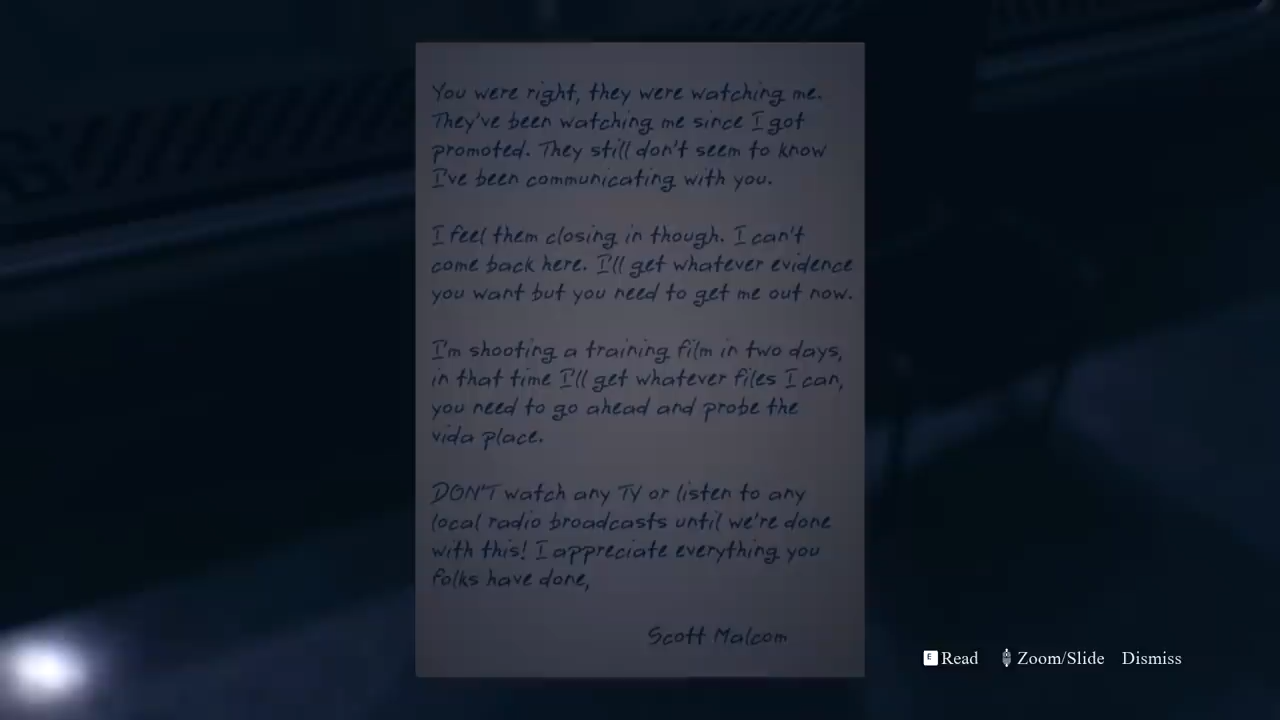 You were right, they were watching me.
They've been watching me since I got
promoted. They still don't seem to know
I've been communicating with you.
I feel them closing in though. I can't
come back here. I'll get whatever evidence
you want but you need to get me out now.
I'm shooting a training film in two days,
in that time I'll get whatever files I can,
you need to go ahead and probe the
vida place.
DON'T watch any TV or listen to any
local radio broadcasts until we're done
with this! I appreciate everything you
folks have done,
Scott Malcom
E Read Zoom/Slide Dismiss